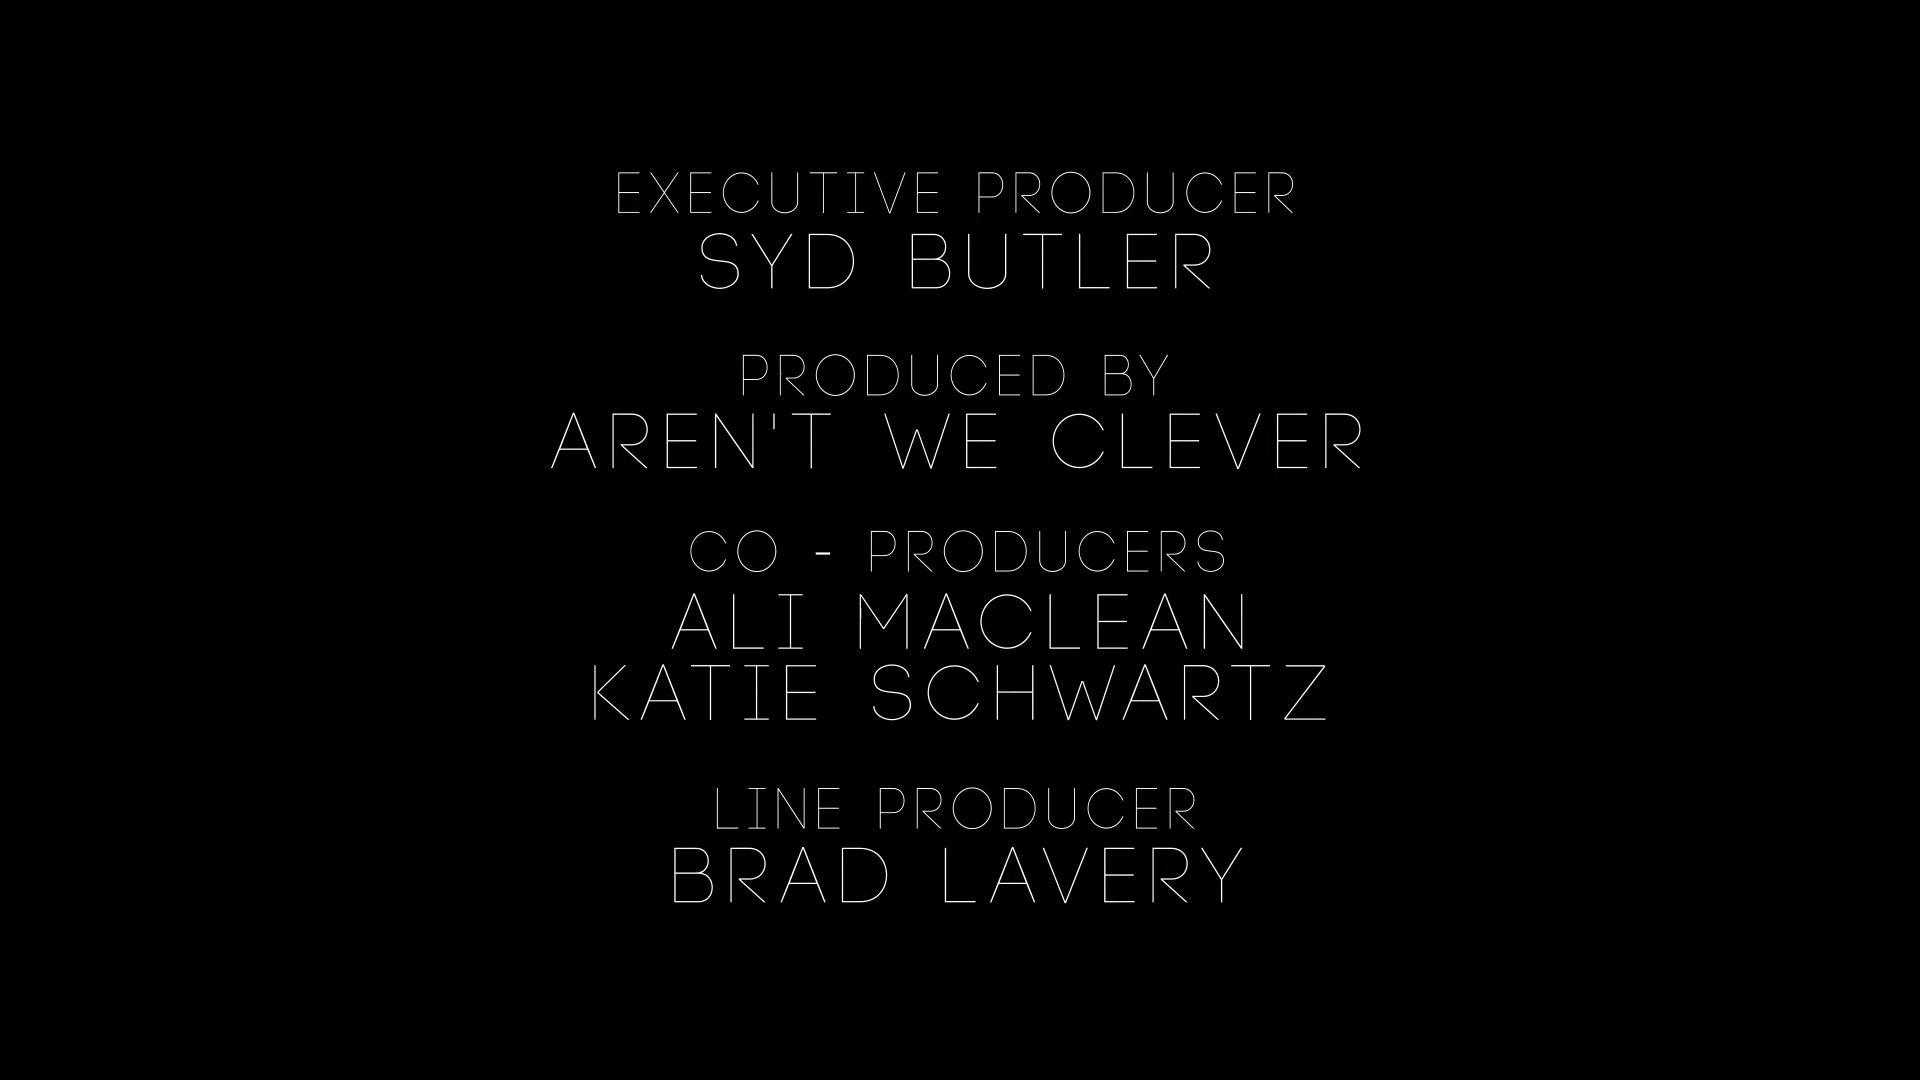 EXECUTIVE PRODUCER
SYD BUTLER
PRODUCED BY
AREN'T WE CLEVER
CO - PRODUCERS
ALI MACLEAN
KATIE SCHWARTZ
LINE PRODUCER
BRAD LAVERY